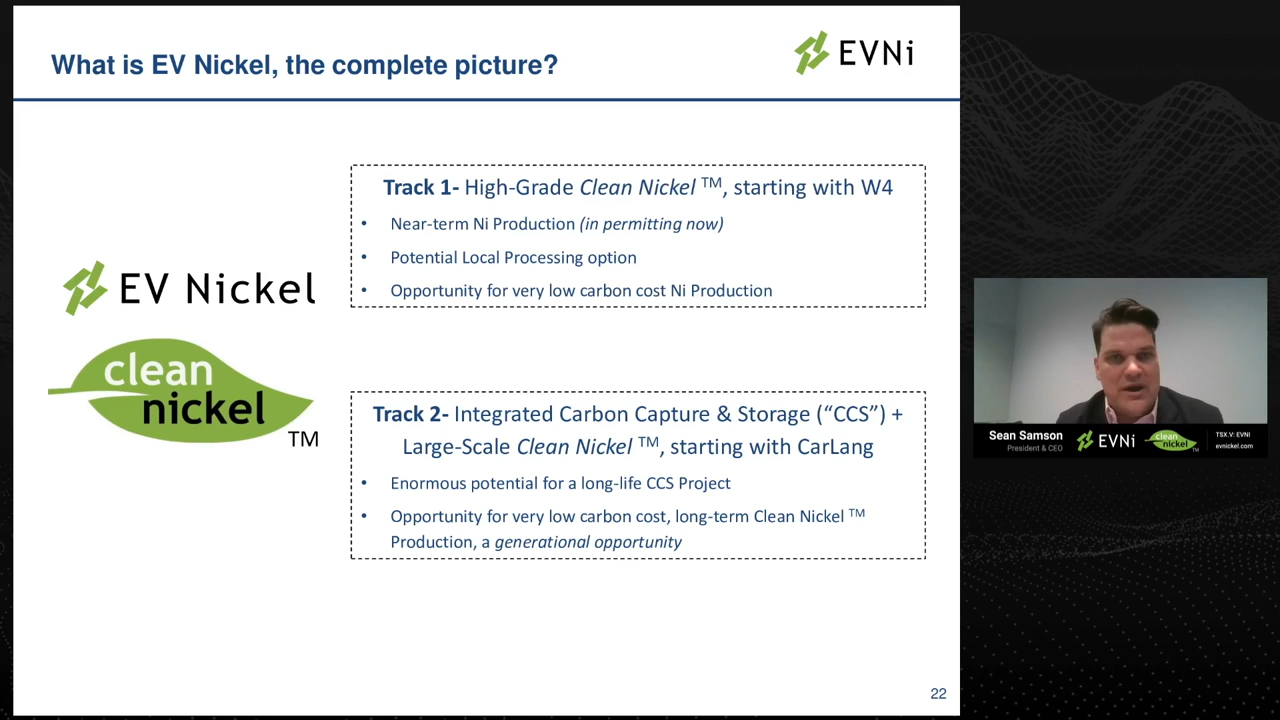 What is EV Nickel, the complete picture?
EVNi
Track 1- High-Grade Clean Nickel ™, starting with W4
• Near-term Ni Production (in permitting now)
• Potential Local Processing option
• Opportunity for very low carbon cost Ni Production
EV Nickel
clean
nickel
TM
Track 2- Integrated Carbon Capture & Storage (“CCS”) +
Large-Scale Clean Nickel ™, starting with CarLang
• Enormous potential for a long-life CCS Project
• Opportunity for very low carbon cost, long-term Clean Nickel ™
Production, a generational opportunity
22
Sean Samson
President & CEO
EVNi
clean
nickel
TM
TSX.V: EVNI
evnickel.com